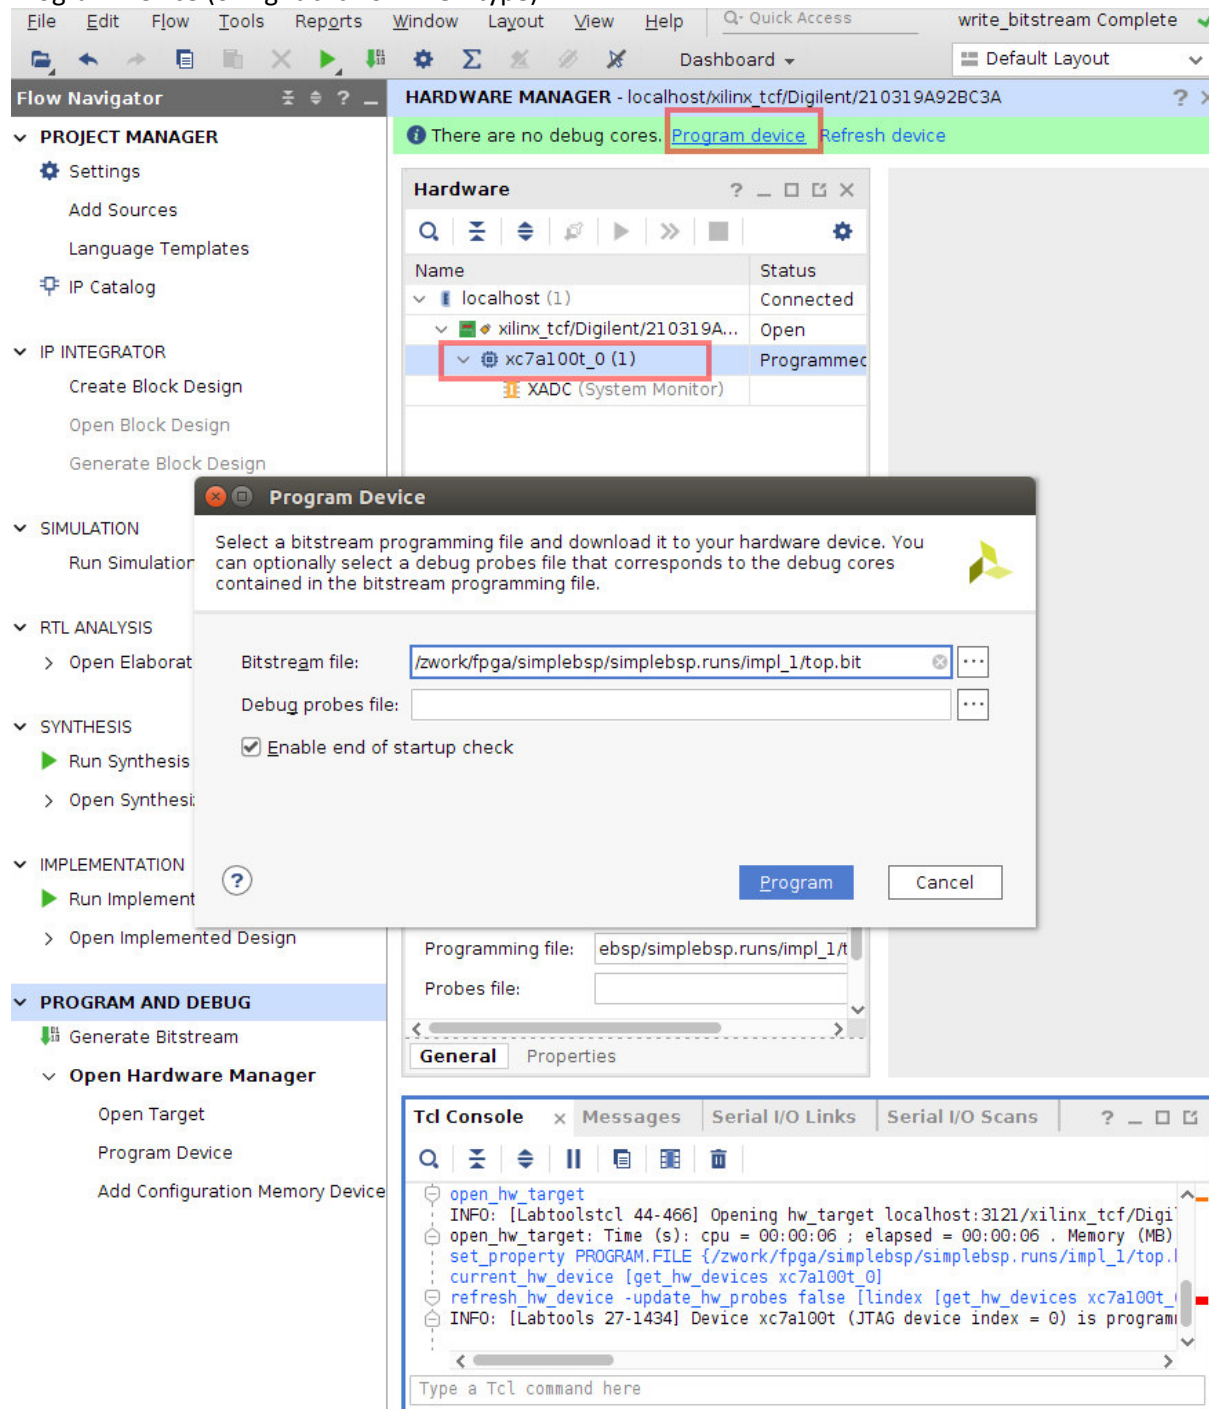 File Edit Flow Tools Reports Window Layout View Help Quick Access write_bitstream Complete
Dashboard Default Layout
Flow Navigator
HARDWARE MANAGER - localhost/xilinx_tcf/Digilent/210319A92BC3A
There are no debug cores. Program device Refresh device
PROJECT MANAGER
Settings
Add Sources
Language Templates
IP Catalog
IP INTEGRATOR
Create Block Design
Open Block Design
Generate Block Design
SIMULATION
Run Simulation
RTL ANALYSIS
Open Elaborat
SYNTHESIS
Run Synthesis
Open Synthesi
IMPLEMENTATION
Run Implement
Open Implemented Design
PROGRAM AND DEBUG
Generate Bitstream
Open Hardware Manager
Open Target
Program Device
Add Configuration Memory Device
Hardware
Name Status
localhost (1) Connected
xilinx_tcf/Digilent/210319A... Open
xc7a100t_0 (1) Programmed
XADC (System Monitor)
Program Device
Select a bitstream programming file and download it to your hardware device. You
can optionally select a debug probes file that corresponds to the debug cores
contained in the bitstream programming file.
Bitstream file: /zwork/fpga/simplebsp/simplebsp.runs/impl_1/top.bit
Debug probes file:
Enable end of startup check
Program Cancel
Programming file: ebsp/simplebsp.runs/impl_1/t
Probes file:
General Properties
Tcl Console Messages Serial I/O Links Serial I/O Scans
open_hw_target
INFO: [Labtoolstcl 44-466] Opening hw_target localhost:3121/xilinx_tcf/Digi
open_hw_target: Time (s): cpu = 00:00:06 ; elapsed = 00:00:06 . Memory (MB)
set_property PROGRAM.FILE {/zwork/fpga/simplebsp/simplebsp.runs/impl_1/top.
current_hw_device [get_hw_devices xc7a100t_0]
refresh_hw_device -update_hw_probes false [lindex [get_hw_devices xc7a100t_
INFO: [Labtools 27-1434] Device xc7a100t (JTAG device index = 0) is program
Type a Tcl command here